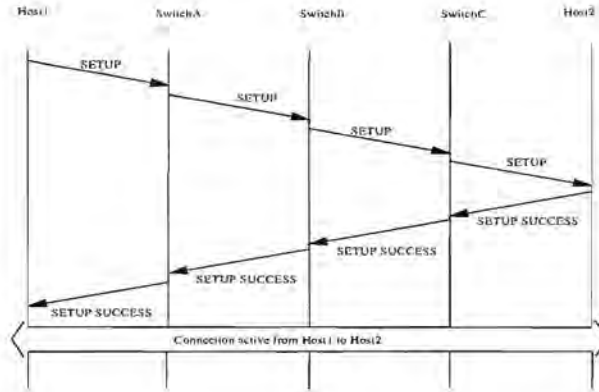 Host1 SwitchA SwitchB SwitchC Host2
SETUP
SETUP
SETUP
SETUP
SETUP SUCCESS
SETUP SUCCESS
SETUP SUCCESS
SETUP SUCCESS
Connection active from Host1 to Host2